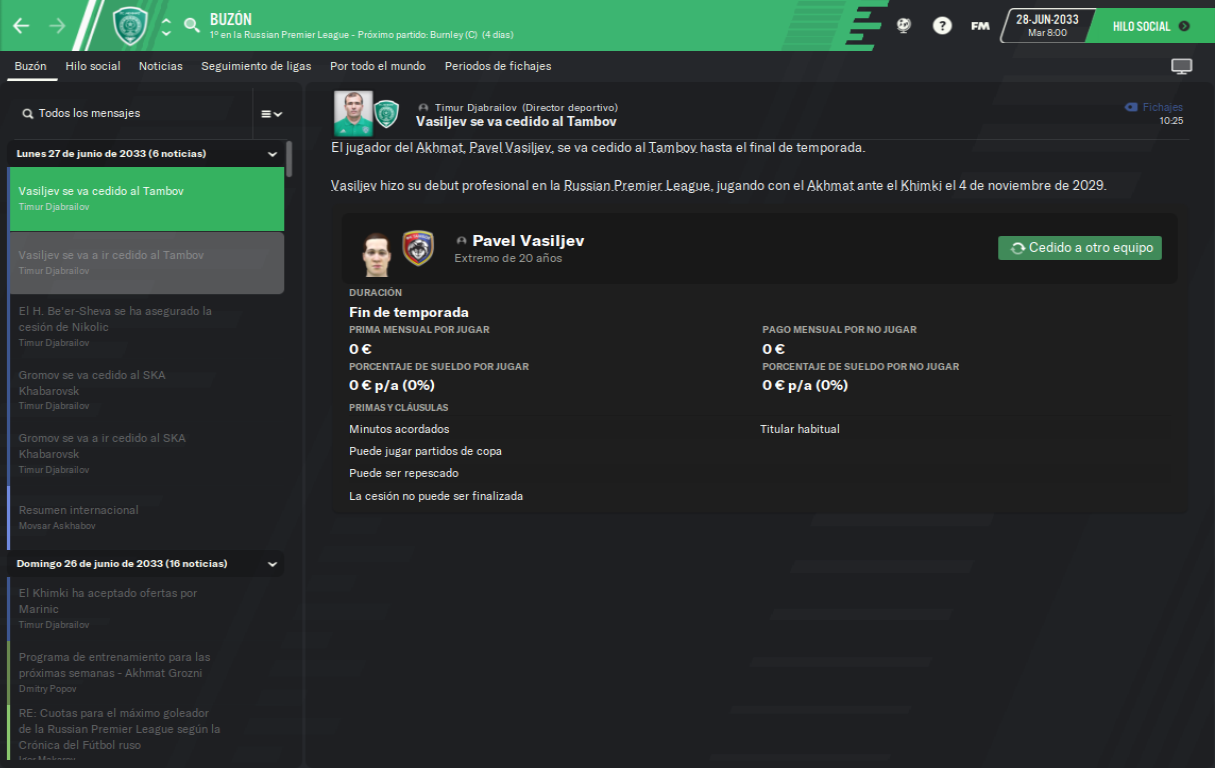 BUZÓN
1º en la Russian Premier League - Próximo partido: Burnley (C) (4 días)
FM
28-JUN-2033
Mar 8:00
HILO SOCIAL
Buzón
Hilo social
Noticias
Seguimiento de ligas
Por todo el mundo
Periodos de fichajes
Todos los mensajes
Lunes 27 de junio de 2033 (6 noticias)
Vasiljev se va cedido al Tambov
Timur Djabrailov
Vasiljev se va a ir cedido al Tambov
Timur Djabrailov
El H. Be'er-Sheva se ha asegurado la
cesión de Nikolic
Timur Djabrailov
Gromov se va cedido al SKA
Khabarovsk
Timur Djabrailov
Gromov se va a ir cedido al SKA
Khabarovsk
Timur Djabrailov
Resumen internacional
Movsar Askhabov
Domingo 26 de junio de 2033 (16 noticias)
El Khimki ha aceptado ofertas por
Marinic
Timur Djabrailov
Programa de entrenamiento para las
próximas semanas - Akhmat Grozni
Dmitry Popov
RE: Cuotas para el máximo goleador
de la Russian Premier League según la
Crónica del Fútbol ruso
Timur Djabrailov (Director deportivo)
Vasiljev se va cedido al Tambov
Fichajes
10:25
El jugador del Akhmat, Pavel Vasiljev, se va cedido al Tambov hasta el final de temporada.
Vasiljev hizo su debut profesional en la Russian Premier League, jugando con el Akhmat ante el Khimki el 4 de noviembre de 2029.
Pavel Vasiljev
Extremo de 20 años
Cedido a otro equipo
DURACIÓN
Fin de temporada
PRIMA MENSUAL POR JUGAR
PAGO MENSUAL POR NO JUGAR
0 €
0 €
PORCENTAJE DE SUELDO POR JUGAR
PORCENTAJE DE SUELDO POR NO JUGAR
0 € p/a (0%)
0 € p/a (0%)
PRIMAS Y CLÁUSULAS
Minutos acordados
Titular habitual
Puede jugar partidos de copa
Puede ser repescado
La cesión no puede ser finalizada